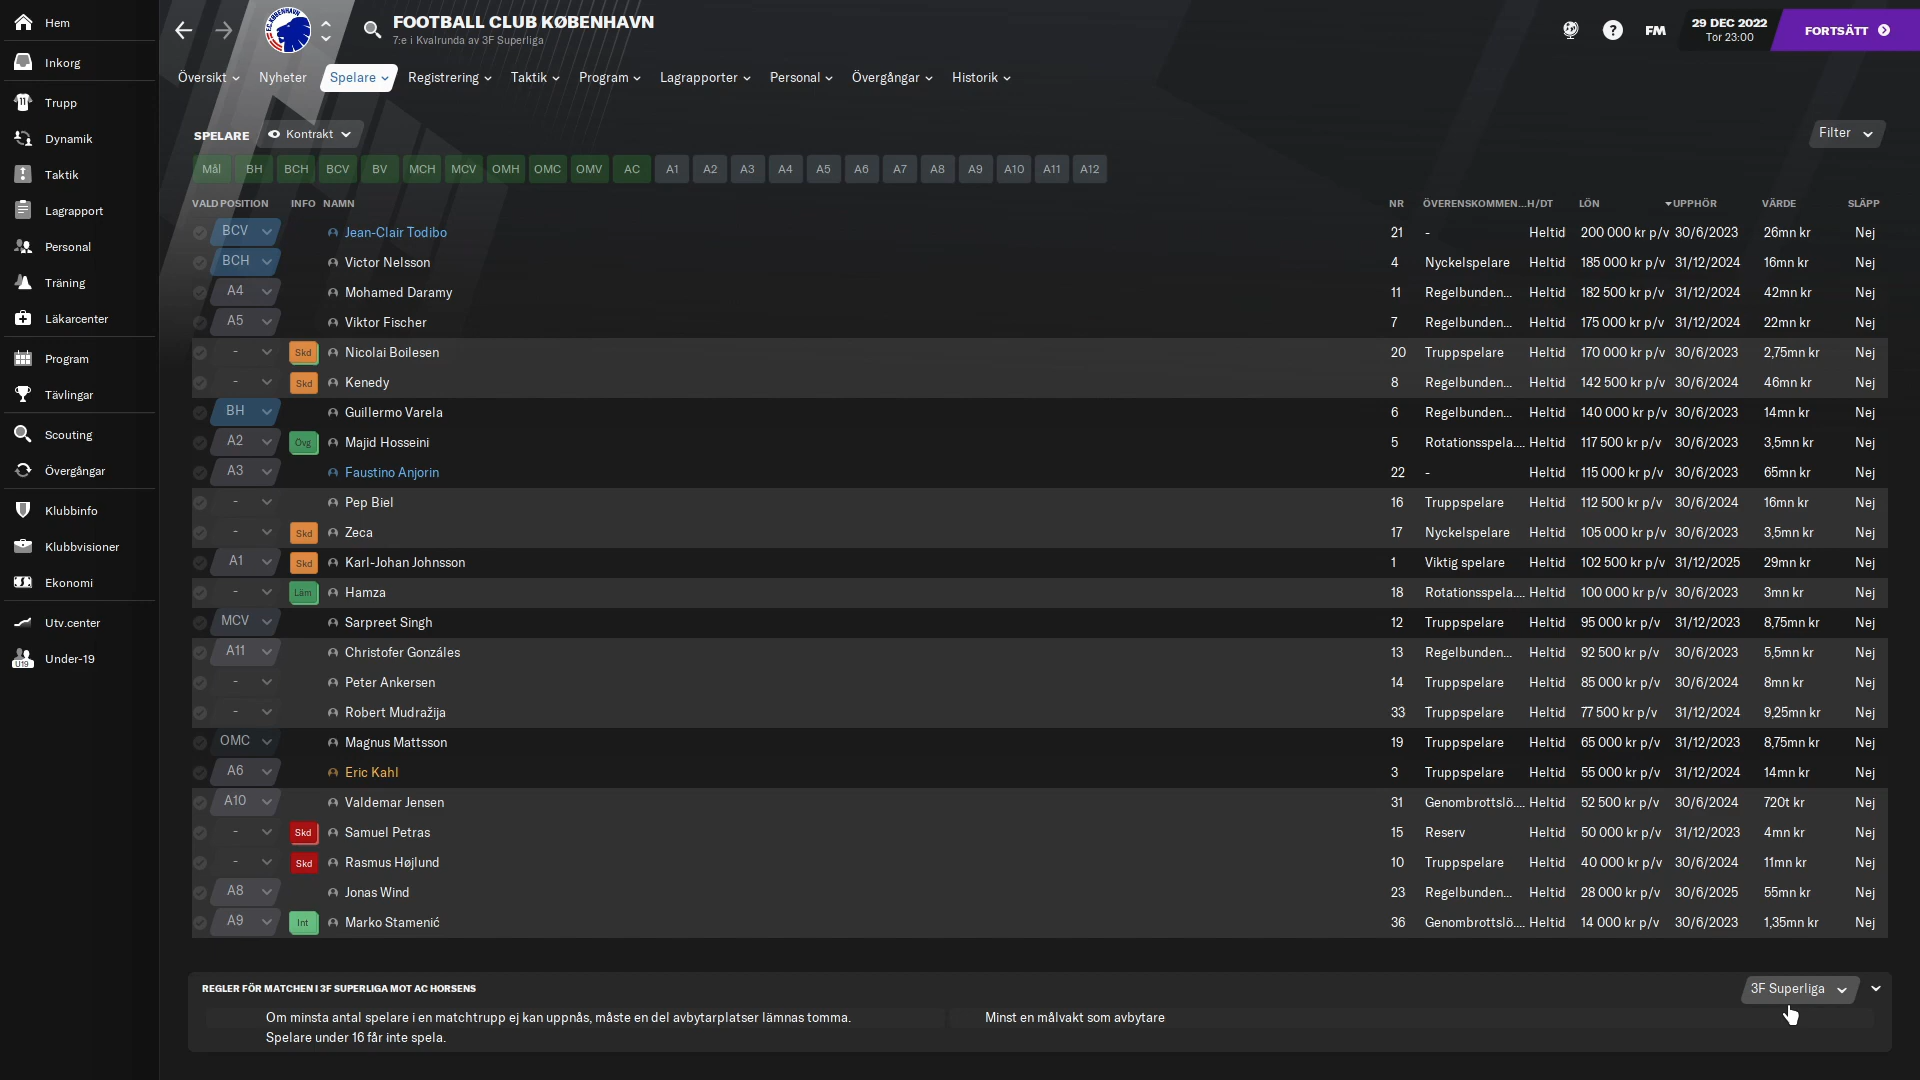 Hem
Inkorg
Trupp
Dynamik
Taktik
Lagrapport
Personal
Träning
Läkarcenter
Program
Tävlingar
Scouting
Övergångar
Klubbinfo
Klubbvisioner
Ekonomi
Utv.center
Under-19
FOOTBALL CLUB KØBENHAVN
7:e i Kvalrunda av 3F Superliga
FM
29 DEC 2022
Tor 23:00
FORTSÄTT
Översikt Nyheter Spelare Registrering Taktik Program Lagrapporter Personal Övergångar Historik
SPELARE Kontrakt Filter
Mål BH BCH BCV BV MCH MCV OMH OMC OMV AC A1 A2 A3 A4 A5 A6 A7 A8 A9 A10 A11 A12
VALD POSITION INFO NAMN NR ÖVERENSKOMMEN... H/DT LÖN UPPHÖR VÄRDE SLÄPP
BCV Jean-Clair Todibo 21 - Heltid 200 000 kr p/v 30/6/2023 26mn kr Nej
BCH Victor Nelsson 4 Nyckelspelare Heltid 185 000 kr p/v 31/12/2024 16mn kr Nej
A4 Mohamed Daramy 11 Regelbunden... Heltid 182 500 kr p/v 31/12/2024 42mn kr Nej
A5 Viktor Fischer 7 Regelbunden... Heltid 175 000 kr p/v 31/12/2024 22mn kr Nej
- Skd Nicolai Boilesen 20 Truppspelare Heltid 170 000 kr p/v 30/6/2023 2,75mn kr Nej
- Skd Kenedy 8 Regelbunden... Heltid 142 500 kr p/v 30/6/2024 46mn kr Nej
BH Guillermo Varela 6 Regelbunden... Heltid 140 000 kr p/v 30/6/2023 14mn kr Nej
A2 Övg Majid Hosseini 5 Rotationsspela.... Heltid 117 500 kr p/v 30/6/2023 3,5mn kr Nej
A3 Faustino Anjorin 22 - Heltid 115 000 kr p/v 30/6/2023 65mn kr Nej
- Pep Biel 16 Truppspelare Heltid 112 500 kr p/v 30/6/2024 16mn kr Nej
- Skd Zeca 17 Nyckelspelare Heltid 105 000 kr p/v 30/6/2023 3,5mn kr Nej
A1 Skd Karl-Johan Johnsson 1 Viktig spelare Heltid 102 500 kr p/v 31/12/2025 29mn kr Nej
- Läm Hamza 18 Rotationsspela.... Heltid 100 000 kr p/v 30/6/2023 3mn kr Nej
MCV Sarpreet Singh 12 Truppspelare Heltid 95 000 kr p/v 31/12/2023 8,75mn kr Nej
A11 Christofer Gonzáles 13 Regelbunden... Heltid 92 500 kr p/v 30/6/2023 5,5mn kr Nej
- Peter Ankersen 14 Truppspelare Heltid 85 000 kr p/v 30/6/2024 8mn kr Nej
- Robert Mudražija 33 Truppspelare Heltid 77 500 kr p/v 31/12/2024 9,25mn kr Nej
OMC Magnus Mattsson 19 Truppspelare Heltid 65 000 kr p/v 31/12/2023 8,75mn kr Nej
A6 Eric Kahl 3 Truppspelare Heltid 55 000 kr p/v 31/12/2024 14mn kr Nej
A10 Valdemar Jensen 31 Genombrottslö.... Heltid 52 500 kr p/v 30/6/2024 720t kr Nej
- Skd Samuel Petras 15 Reserv Heltid 50 000 kr p/v 31/12/2023 4mn kr Nej
- Skd Rasmus Højlund 10 Truppspelare Heltid 40 000 kr p/v 30/6/2024 11mn kr Nej
A8 Jonas Wind 23 Regelbunden... Heltid 28 000 kr p/v 30/6/2025 55mn kr Nej
A9 Int Marko Stamenić 36 Genombrottslö.... Heltid 14 000 kr p/v 30/6/2023 1,35mn kr Nej
REGLER FÖR MATCHEN I 3F SUPERLIGA MOT AC HORSENS 3F Superliga
Om minsta antal spelare i en matchtrupp ej kan uppnås, måste en del avbytarplatser lämnas tomma. Minst en målvakt som avbytare
Spelare under 16 får inte spela.